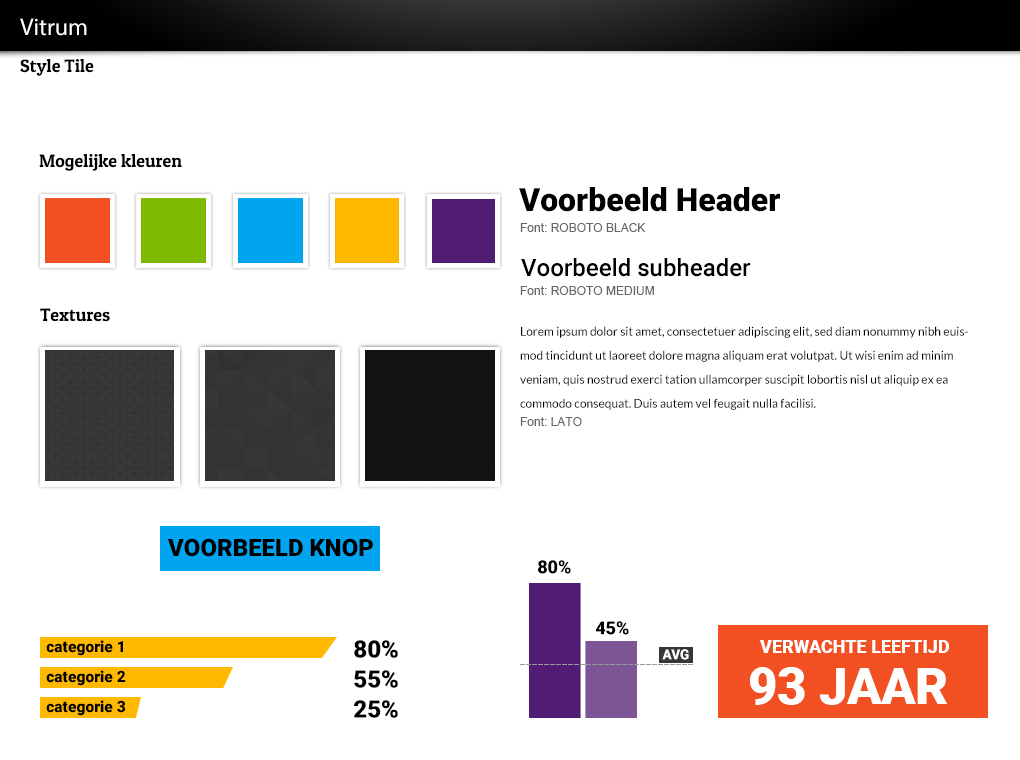 Vitrum
Style Tile
Mogelijke kleuren
Textures
VOORBEELD KNOP
categorie 1 80%
categorie 2 55%
categorie 3 25%
Voorbeeld Header
Font: ROBOTO BLACK
Voorbeeld subheader
Font: ROBOTO MEDIUM
Lorem ipsum dolor sit amet, consectetuer adipiscing elit, sed diam nonummy nibh euis-
mod tincidunt ut laoreet dolore magna aliquam erat volutpat. Ut wisi enim ad minim
veniam, quis nostrud exerci tation ullamcorper suscipit lobortis nisl ut aliquip ex ea
commodo consequat. Duis autem vel feugait nulla facilisi.
Font: LATO
80%
45%
AVG
VERWACHTE LEEFTIJD
93 JAAR